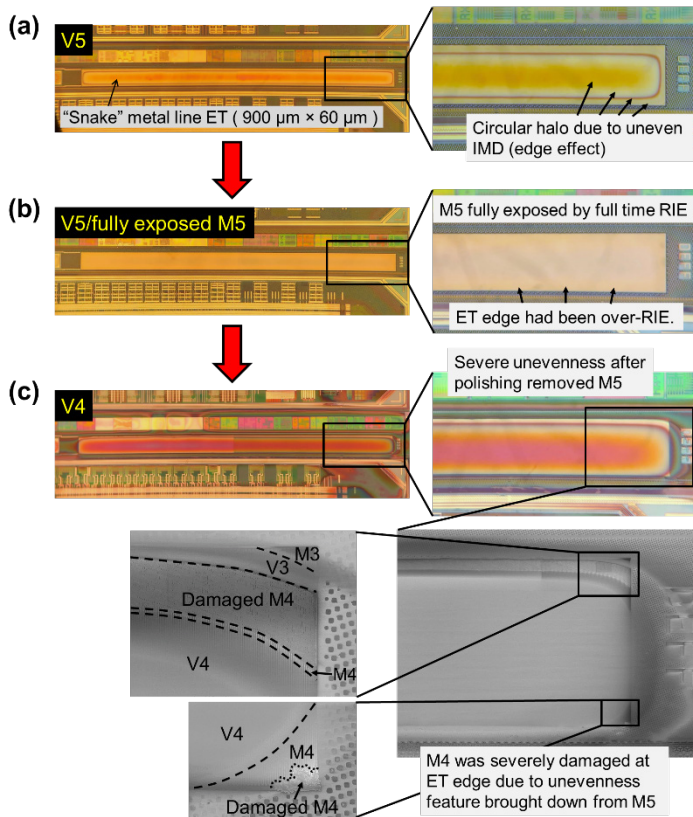 (a)
V5
“Snake” metal line ET ( 900 µm × 60 µm )
Circular halo due to uneven
IMD (edge effect)
(b)
V5/fully exposed M5
M5 fully exposed by full time RIE
ET edge had been over-RIE.
(c)
V4
Severe unevenness after
polishing removed M5
M3
V3
Damaged M4
V4
M4
V4
M4
Damaged M4
M4 was severely damaged at
ET edge due to unevenness
feature brought down from M5